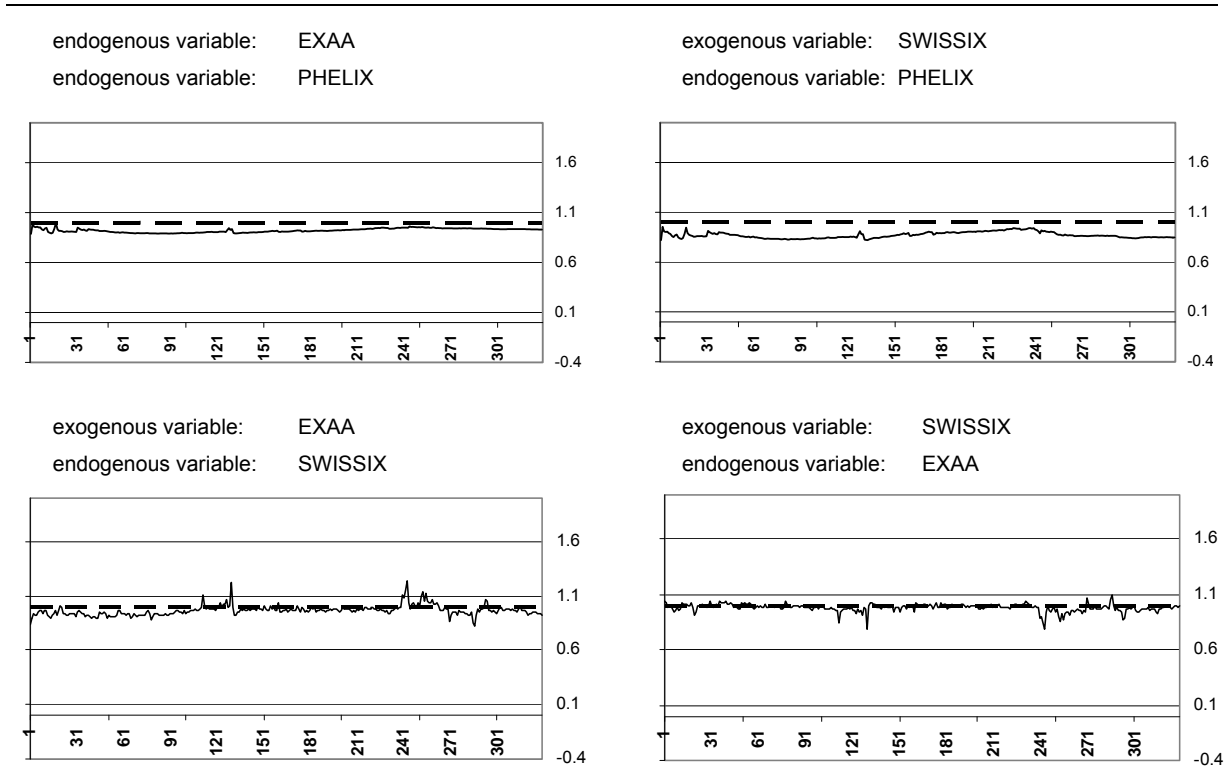 endogenous variable: EXAA
endogenous variable: PHELIX
1.6
1.1
0.6
0.1
-0.4
1 31 61 91 121 151 181 211 241 271 301
exogenous variable: SWISSIX
endogenous variable: PHELIX
1.6
1.1
0.6
0.1
-0.4
1 31 61 91 121 151 181 211 241 271 301
exogenous variable: EXAA
endogenous variable: SWISSIX
1.6
1.1
0.6
0.1
-0.4
1 31 61 91 121 151 181 211 241 271 301
exogenous variable: SWISSIX
endogenous variable: EXAA
1.6
1.1
0.6
0.1
-0.4
1 31 61 91 121 151 181 211 241 271 301